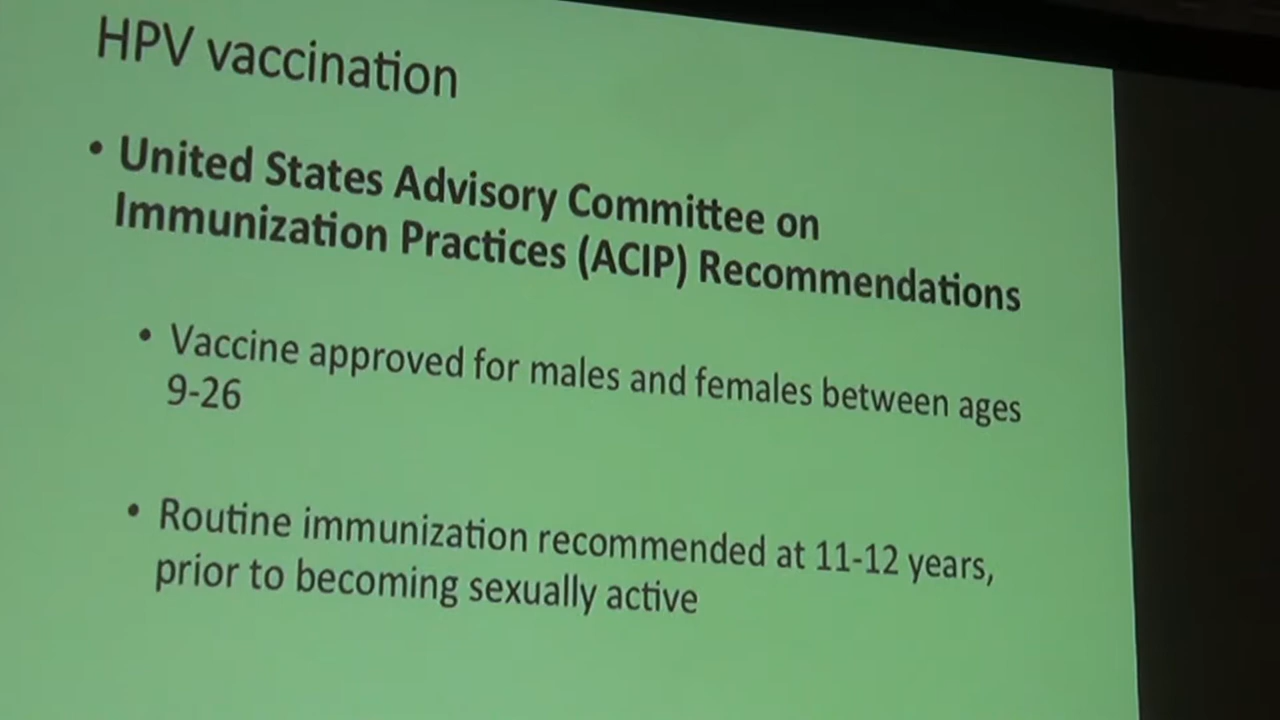 HPV vaccination
• United States Advisory Committee on
Immunization Practices (ACIP) Recommendations
• Vaccine approved for males and females between ages
9-26
• Routine immunization recommended at 11-12 years,
prior to becoming sexually active